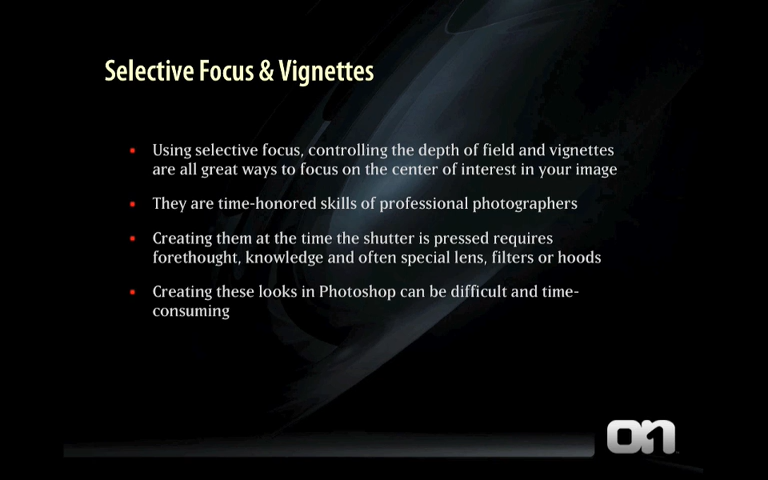 Selective Focus & Vignettes
• Using selective focus, controlling the depth of field and vignettes
are all great ways to focus on the center of interest in your image
• They are time-honored skills of professional photographers
• Creating them at the time the shutter is pressed requires
forethought, knowledge and often special lens, filters or hoods
• Creating these looks in Photoshop can be difficult and time-
consuming
on